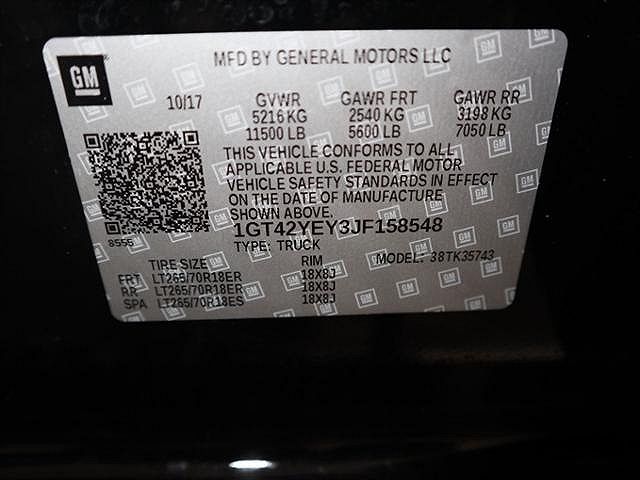 GM
MFD BY GENERAL MOTORS LLC
10/17 GVWR GAWR FRT GAWR RR
5216 KG 2540 KG 3198 KG
11500 LB 5600 LB 7050 LB
THIS VEHICLE CONFORMS TO ALL
APPLICABLE U.S. FEDERAL MOTOR
VEHICLE SAFETY STANDARDS IN EFFECT
ON THE DATE OF MANUFACTURE
SHOWN ABOVE.
8555
1GT42YEY3JF158548
TYPE: TRUCK
TIRE SIZE RIM MODEL: 38TK35743
FRT LT265/70R18ER 18X8J
RR LT265/70R18ER 18X8J
SPA LT265/70R18ES 18X8J